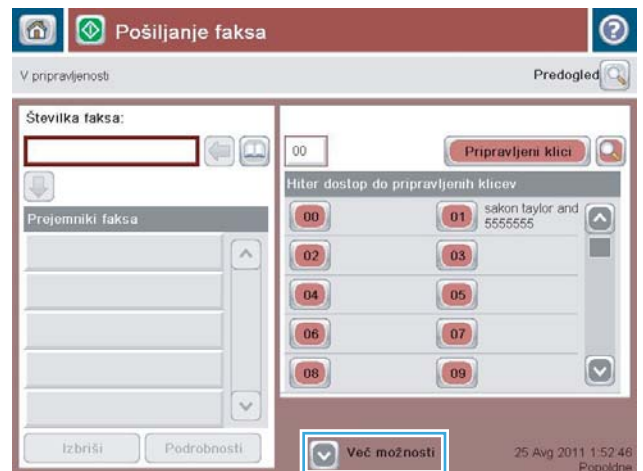 Pošiljanje faksa
V pripravljenosti
Predogled
Številka faksa:
Prejemniki faksa
Izbriši
Podrobnosti
00
Pripravljeni klici
Hiter dostop do pripravljenih klicev
00
01
sakon taylor and
5555555
02
03
04
05
06
07
08
09
Več možnosti
25 Avg 2011 1:52:46
Popoldne